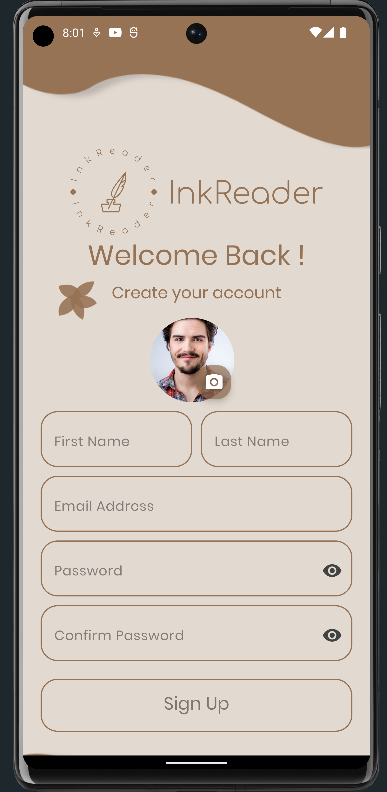 8:01
InkReader
InkReader
InkReader
Welcome Back !
Create your account
First Name
Last Name
Email Address
Password
Confirm Password
Sign Up